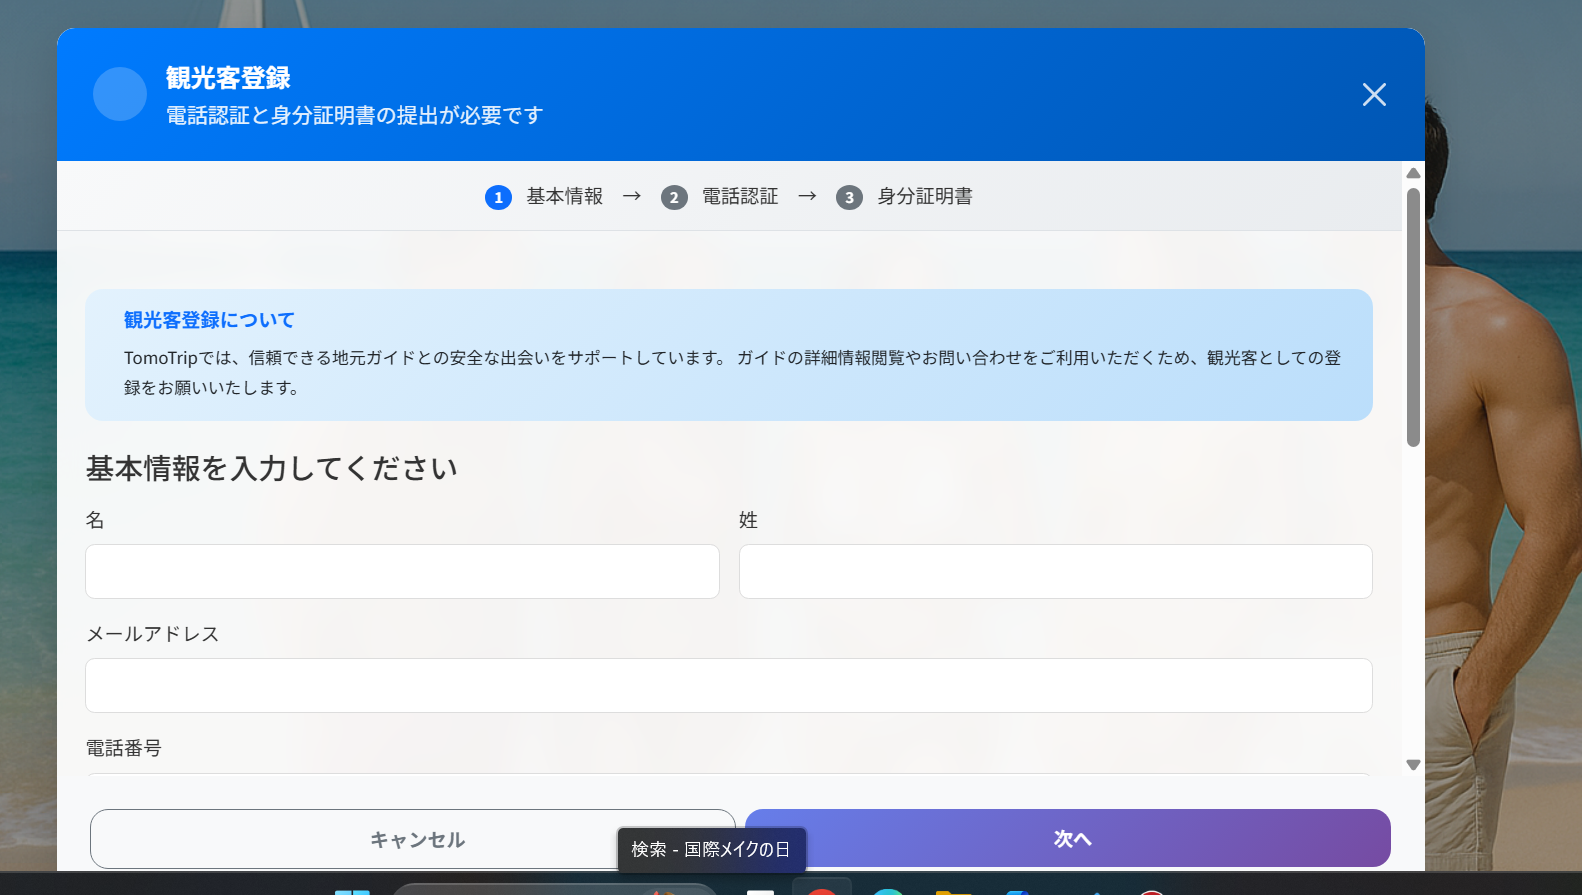 観光客登録
電話認証と身分証明書の提出が必要です
1 基本情報 → 2 電話認証 → 3 身分証明書
観光客登録について
TomoTripでは、信頼できる地元ガイドとの安全な出会いをサポートしています。 ガイドの詳細情報閲覧やお問い合わせをご利用いただくため、観光客としての登
録をお願いいたします。
基本情報を入力してください
名
姓
メールアドレス
電話番号
キャンセル
次へ
検索 - 国際メイクの日